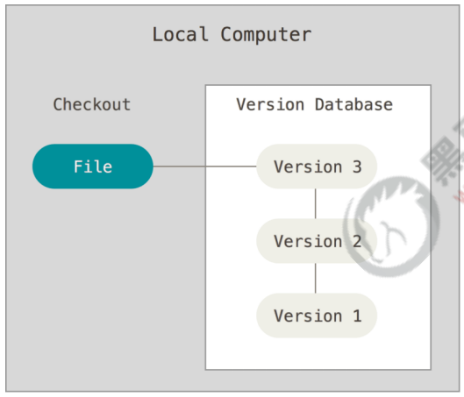 Local Computer
Checkout
Version Database
File
Version 3
Version 2
Version 1